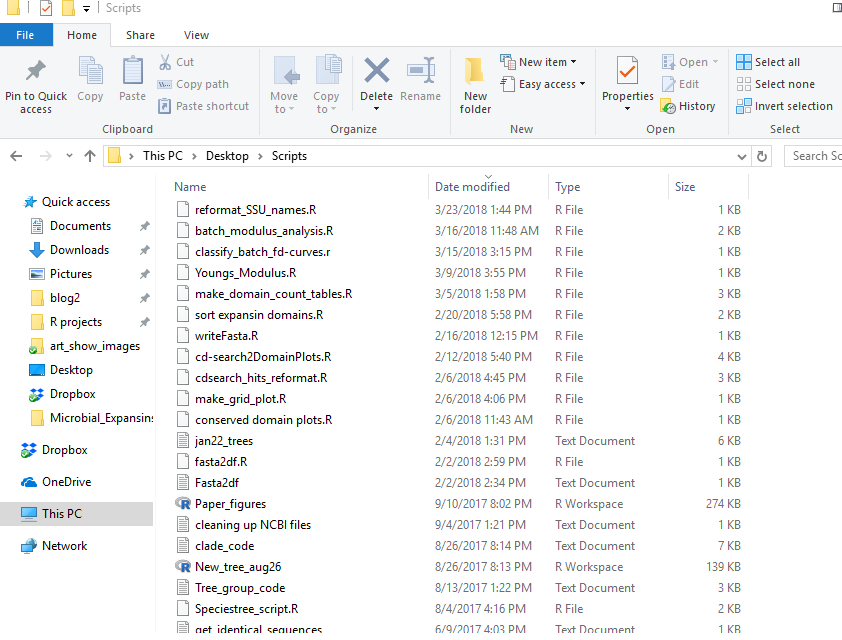 Scripts
File Home Share View
Pin to Quick access
Copy
Paste
Cut
Copy path
Paste shortcut
Clipboard
Move to
Copy to
Delete
Rename
Organize
New folder
New item
Easy access
New
Properties
Open
Edit
History
Open
Select all
Select none
Invert selection
Select
This PC > Desktop > Scripts
Search Sc
Quick access
Documents
Downloads
Pictures
blog2
R projects
art_show_images
Desktop
Dropbox
Microbial_Expansins
Dropbox
OneDrive
This PC
Network
Name Date modified Type Size
reformat_SSU_names.R 3/23/2018 1:44 PM R File 1 KB
batch_modulus_analysis.R 3/16/2018 11:48 AM R File 2 KB
classify_batch_fd-curves.r 3/15/2018 3:15 PM R File 1 KB
Youngs_Modulus.R 3/9/2018 3:55 PM R File 1 KB
make_domain_count_tables.R 3/5/2018 1:58 PM R File 3 KB
sort expansin domains.R 2/20/2018 5:58 PM R File 2 KB
writeFasta.R 2/16/2018 12:15 PM R File 1 KB
cd-search2DomainPlots.R 2/12/2018 5:40 PM R File 4 KB
cdsearch_hits_reformat.R 2/6/2018 4:45 PM R File 3 KB
make_grid_plot.R 2/6/2018 4:06 PM R File 1 KB
conserved domain plots.R 2/6/2018 11:43 AM R File 1 KB
jan22_trees 2/4/2018 1:31 PM Text Document 6 KB
fasta2df.R 2/2/2018 2:59 PM R File 1 KB
Fasta2df 2/2/2018 2:34 PM Text Document 1 KB
Paper_figures 9/10/2017 8:02 PM R Workspace 274 KB
cleaning up NCBI files 9/4/2017 1:21 PM Text Document 1 KB
clade_code 8/26/2017 8:14 PM Text Document 7 KB
New_tree_aug26 8/26/2017 8:13 PM R Workspace 139 KB
Tree_group_code 8/13/2017 1:22 PM Text Document 3 KB
Speciestree_script.R 8/4/2017 4:16 PM R File 2 KB
get_identical_sequences 6/9/2017 4:03 PM Text Document 1 KB